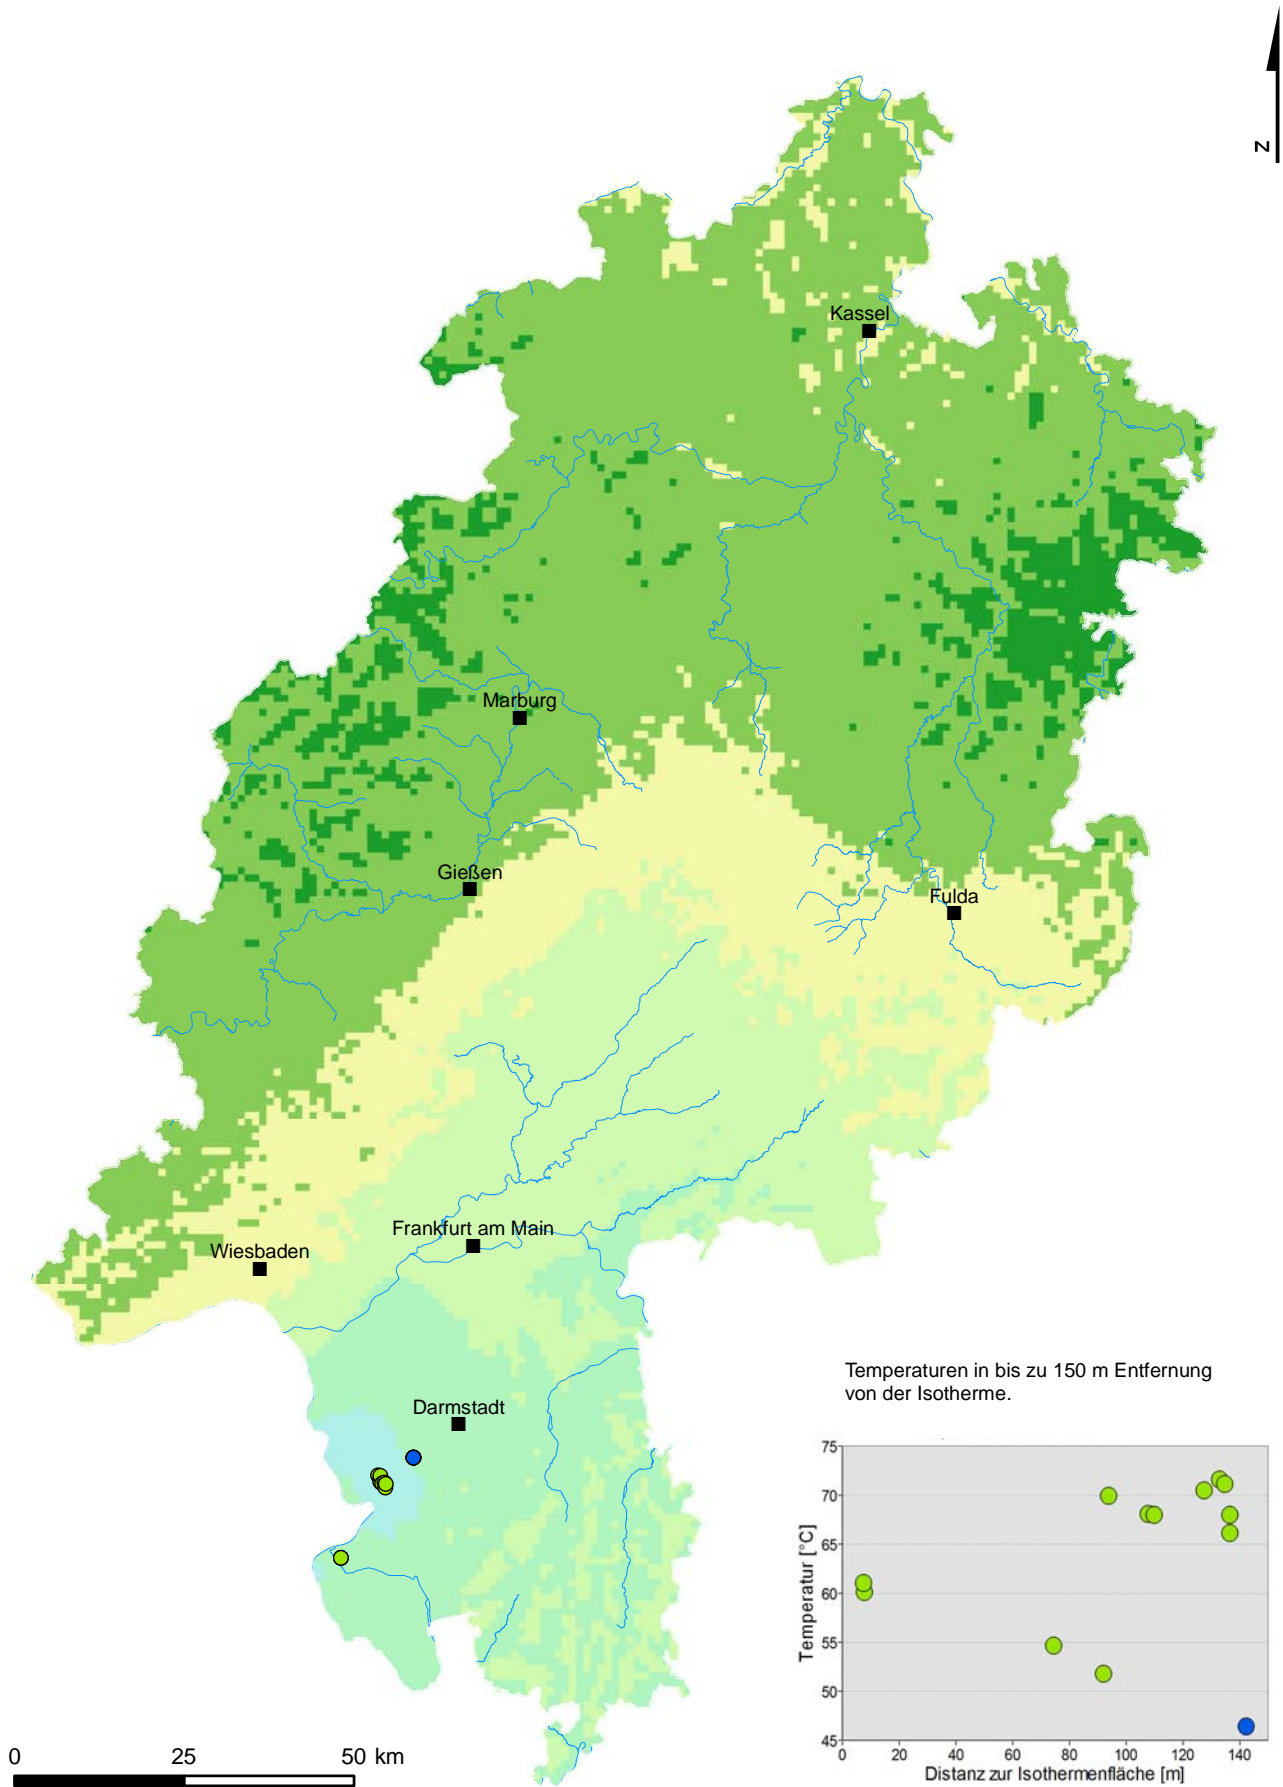 N
Kassel
Marburg
Gießen
Fulda
Frankfurt am Main
Wiesbaden
Darmstadt
Temperaturen in bis zu 150 m Entfernung
von der Isotherme.
75
70
65
60
55
50
45
Temperatur [°C]
0 20 40 60 80 100 120 140
Distanz zur Isothermenfläche [m]
0 25 50 km